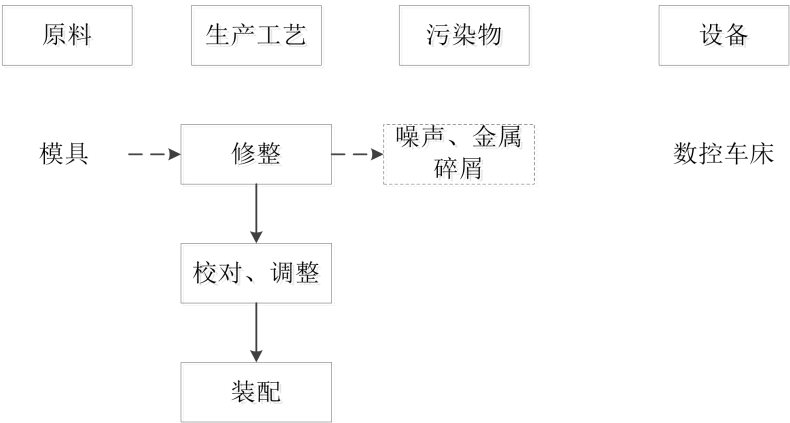 原料
生产工艺
污染物
设备
模具
修整
噪声、金属
碎屑
数控车床
校对、调整
装配